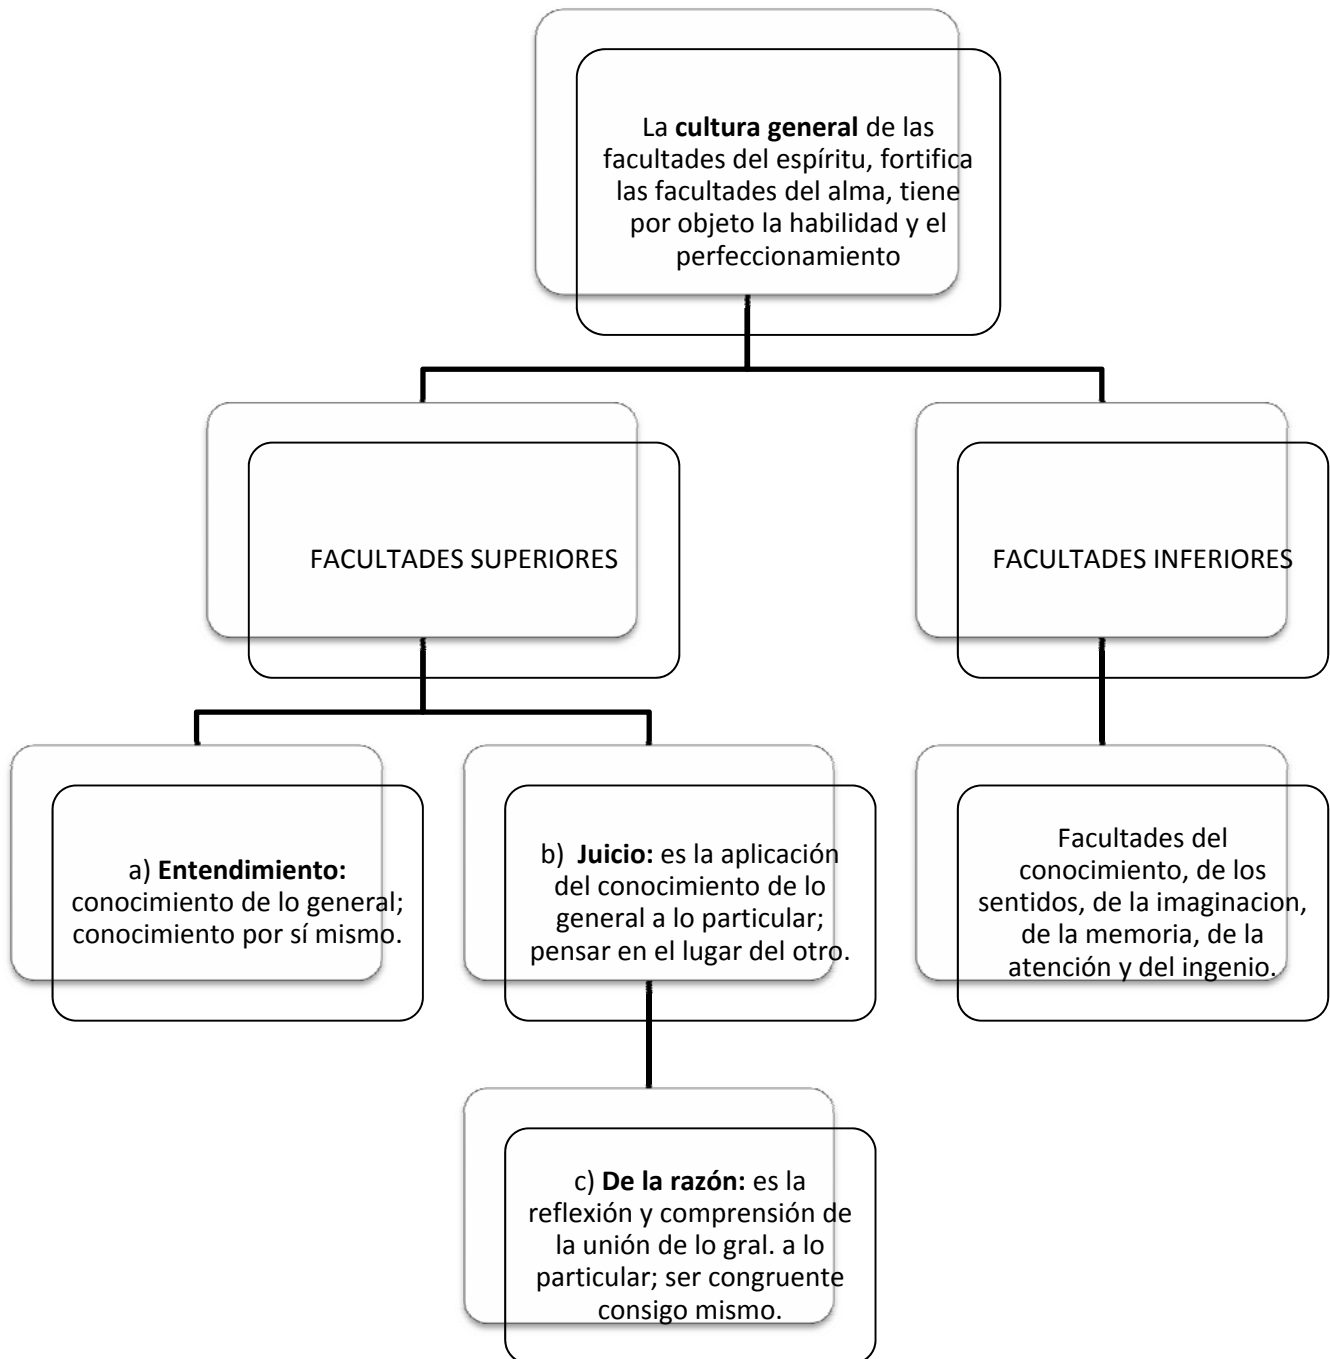 La cultura general de las
facultades del espíritu, fortifica
las facultades del alma, tiene
por objeto la habilidad y el
perfeccionamiento
FACULTADES SUPERIORES
FACULTADES INFERIORES
a) Entendimiento:
conocimiento de lo general;
conocimiento por sí mismo.
b) Juicio: es la aplicación
del conocimiento de lo
general a lo particular;
pensar en el lugar del otro.
Facultades del
conocimiento, de los
sentidos, de la imaginacion,
de la memoria, de la
atención y del ingenio.
c) De la razón: es la
reflexión y comprensión de
la unión de lo gral. a lo
particular; ser congruente
consigo mismo.